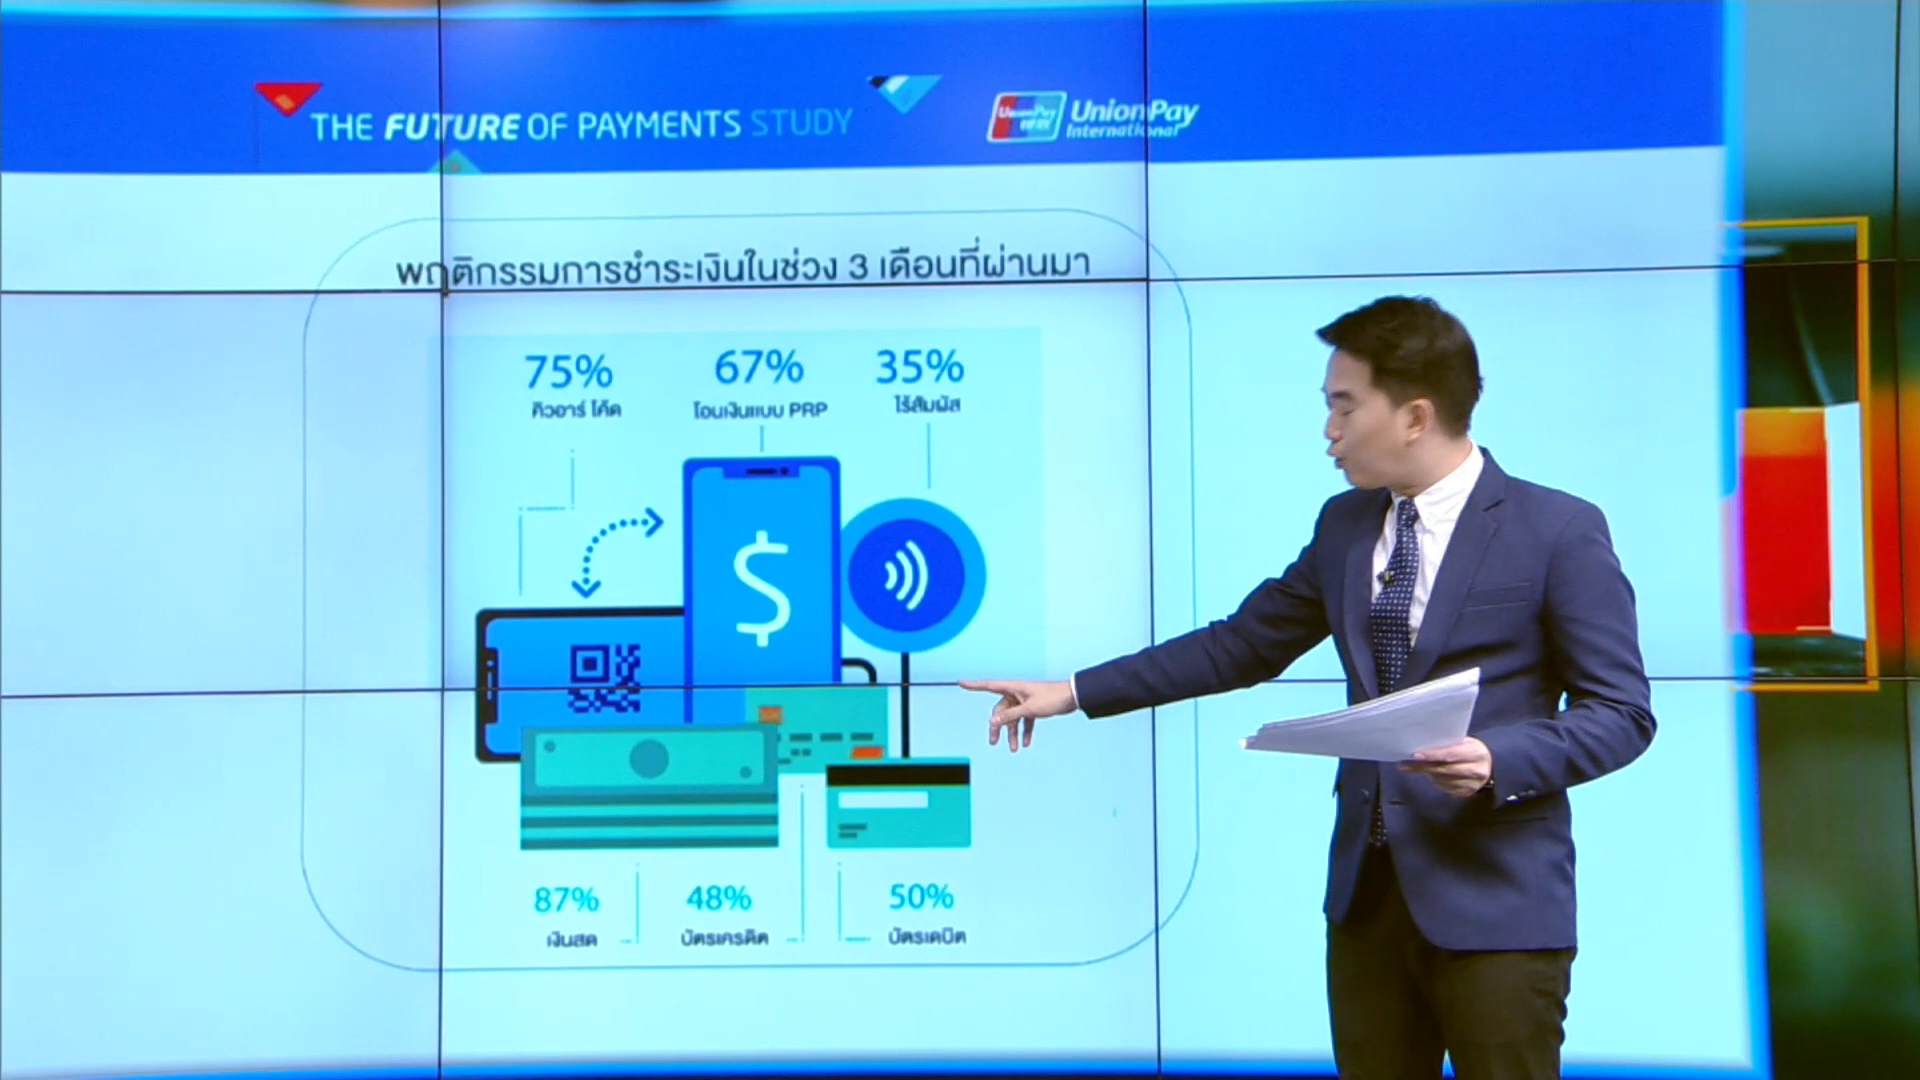 THE FUTURE OF PAYMENTS STUDY
UnionPay
UnionPay
International
พฤติกรรมการชำระเงินในช่วง 3 เดือนที่ผ่านมา
75% 67% 35%
คิวอาร์ โค้ด โอนเงินแบบ PRP ไร้สัมผัส
$
87% 48% 50%
เงินสด บัตรเครดิต บัตรเดบิต